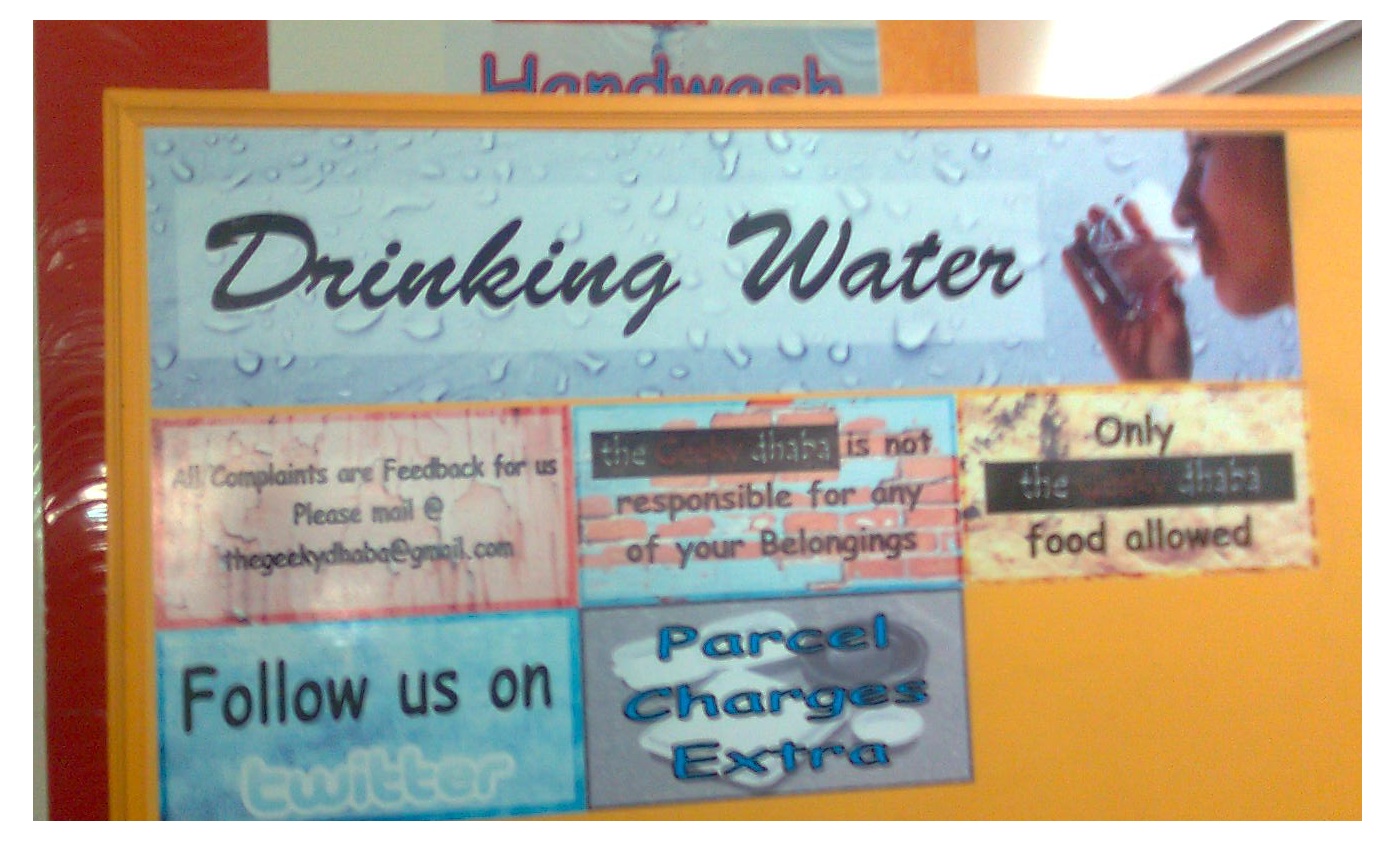 Handwash
Drinking Water
All Complaints are Feedback for us
Please mail @
thegeekydhaba@gmail.com
the Geeky dhaba is not
responsible for any
of your Belongings
Only
the Geeky dhaba
food allowed
Follow us on
twitter
Parcel
Charges
Extra